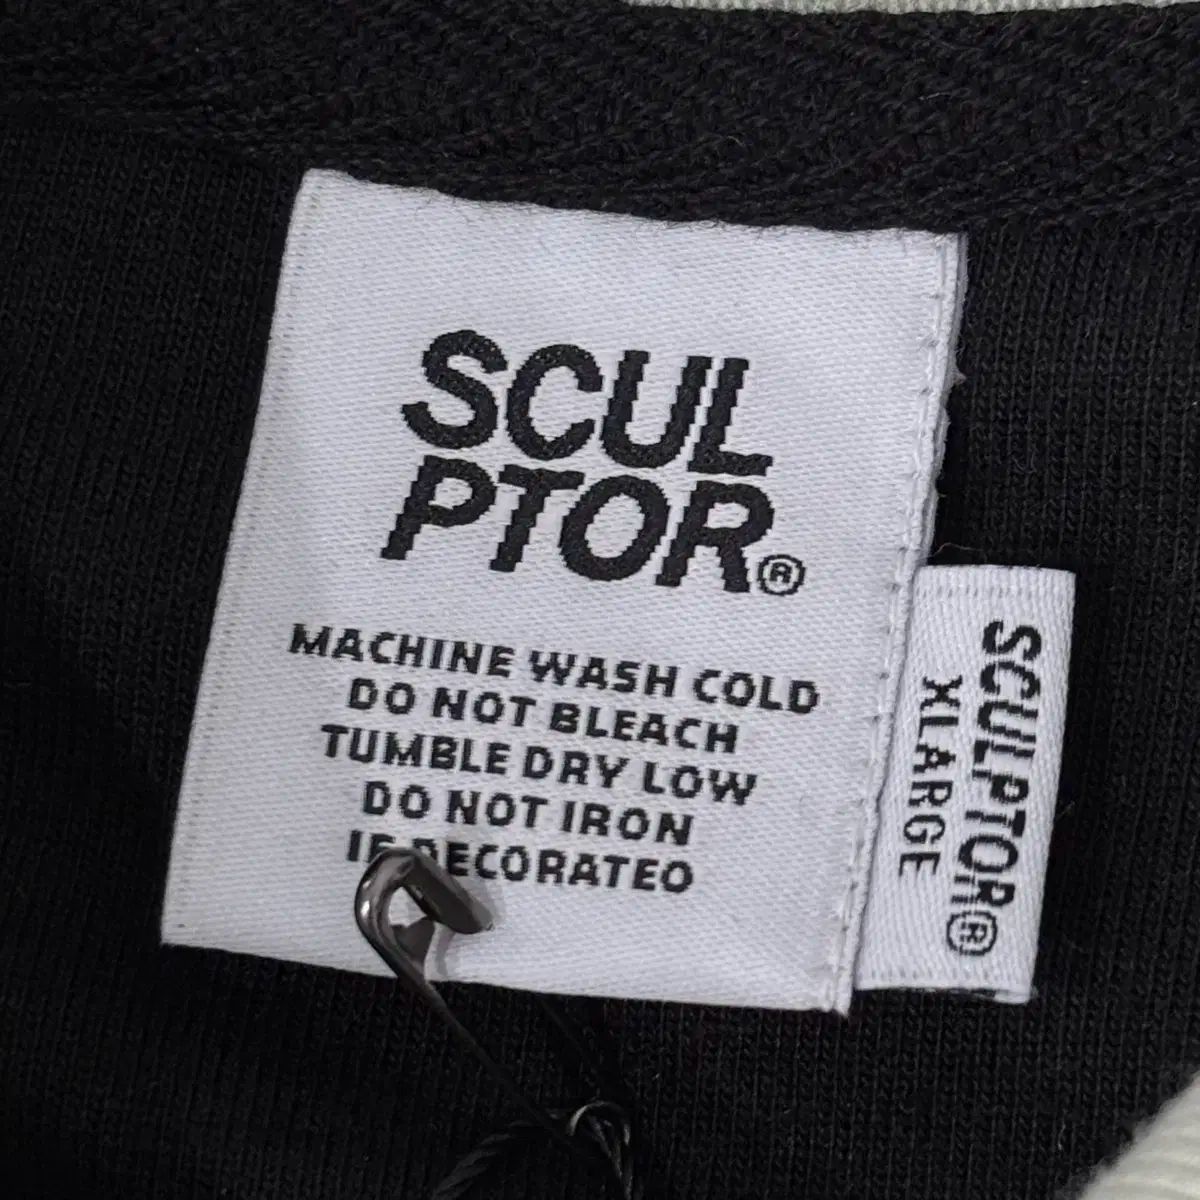 SCUL
PTOR®
MACHINE WASH COLD
DO NOT BLEACH
TUMBLE DRY LOW
DO NOT IRON
IF DECORATED
SCULPTOR®
XLARGE